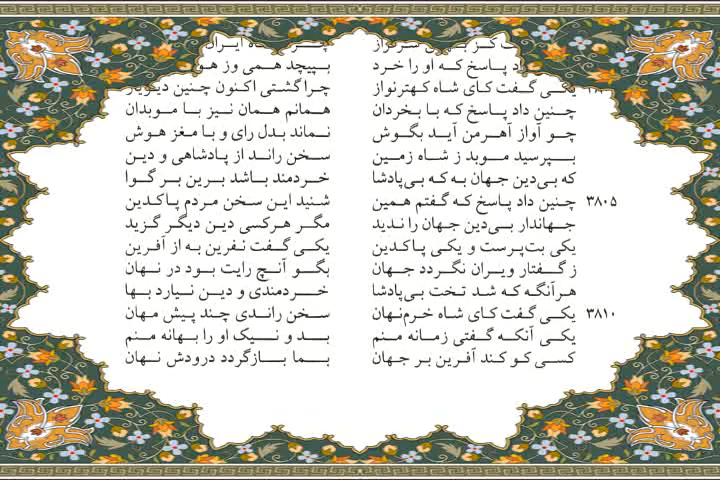 کز
ایران
داد پاسخ که او را خرد بپیچد همی وز
یکی گفت کای شاه کهترنواز چرا گشتی اکنون چنین
چنین داد پاسخ که با بخردان همانم همان نیز با موبدان
چو آواز آهرمن آید بگوش نماند بدل رای و با مغز هوش
بپرسید موبد ز شاه زمین سخن راند از پادشاهی و دین
که بی‌دین جهان به که بی‌پادشا خردمند باشد برین بر گوا
۳۸۰۵ چنین داد پاسخ که گفتم همین شنید این سخن مردم پاکدین
جهاندار بی‌دین جهان را ندید مگر هرکسی دین دیگر گزید
یکی بت‌پرست و یکی پاکدین یکی گفت نفرین به از آفرین
ز گفتار ویران نگردد جهان بگو آنچ رایت بود در نهان
هرآنگه که شد تخت بی‌پادشا خردمندی و دین نیارد بها
۳۸۱۰ یکی گفت کای شاه خرم‌نهان سخن راندی چند پیش مهان
یکی آنکه گفتی زمانه منم بد و نیک او را بهانه منم
کسی کو کند آفرین بر جهان بما بازگردد درودش نهان